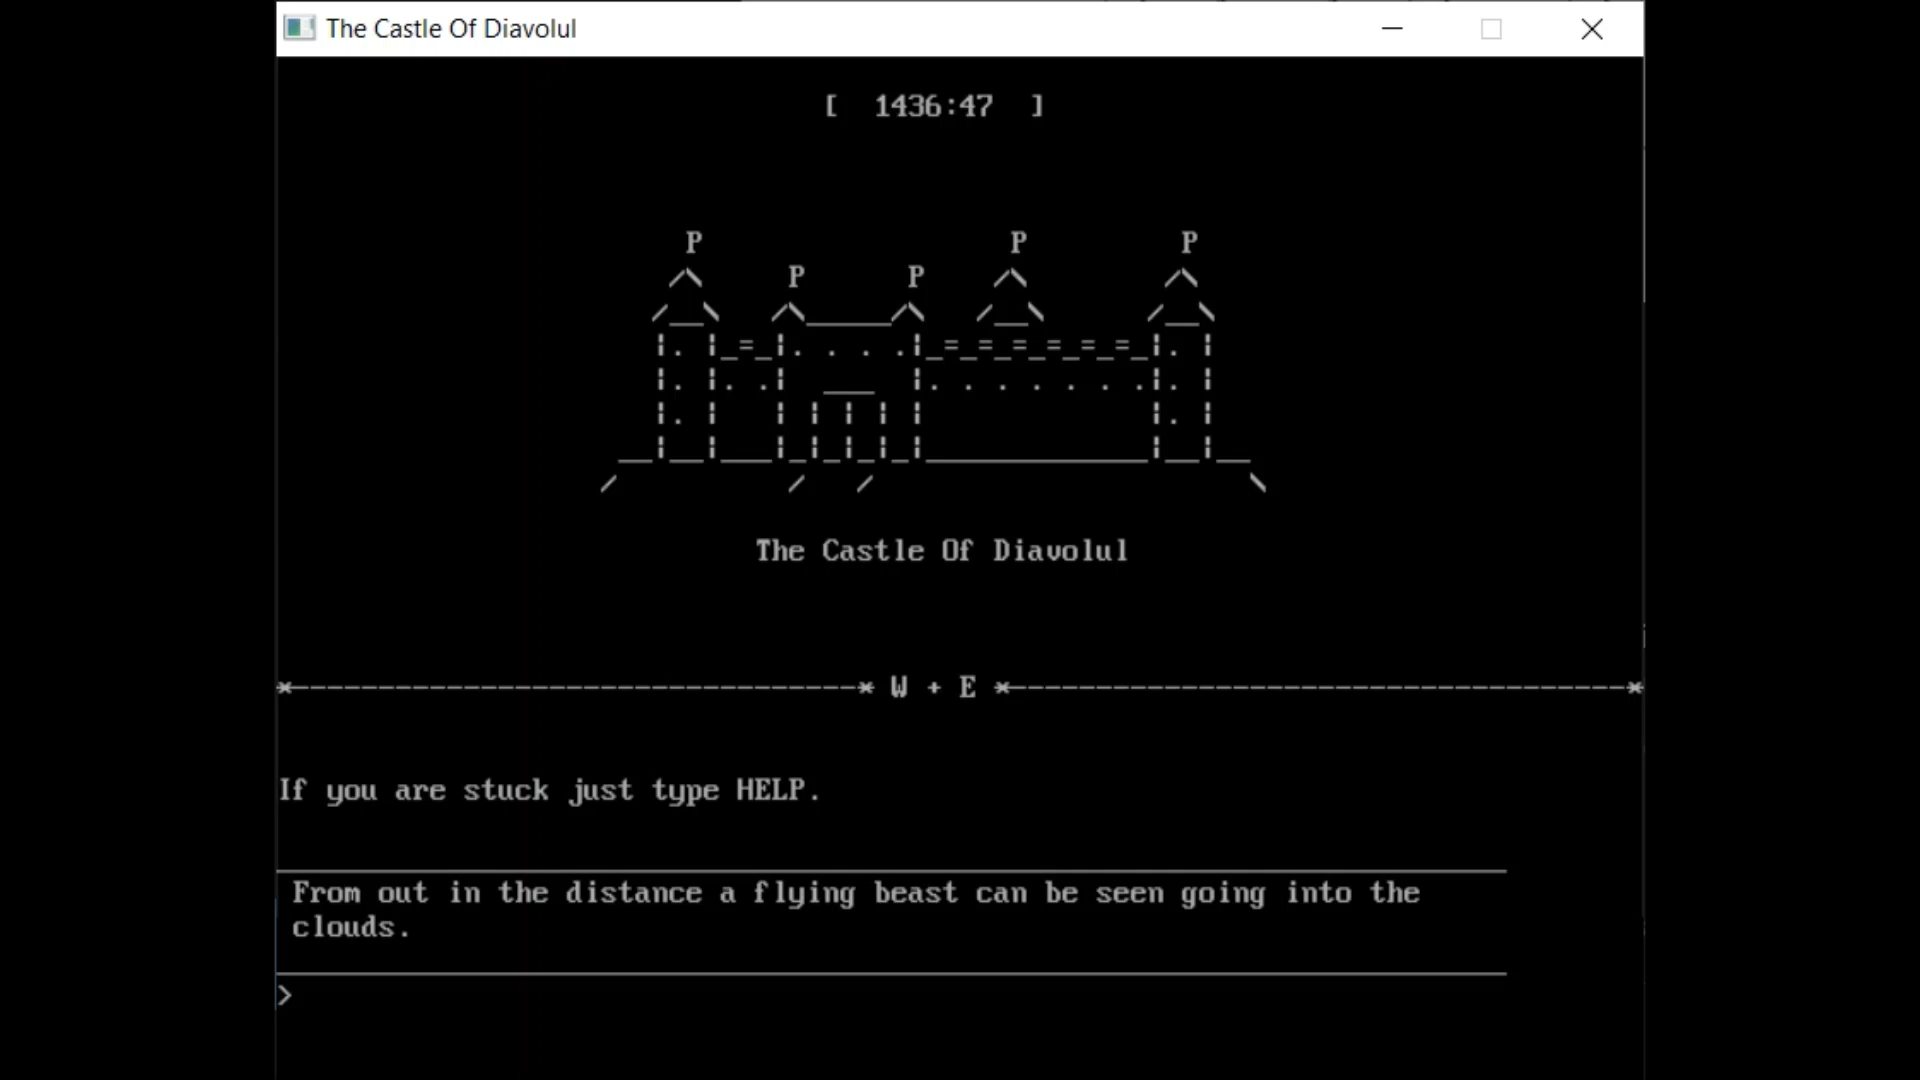 The Castle Of Diavolul
[ 1436:47 ]
P P P
P P
The Castle Of Diavolul
W + E
If you are stuck just type HELP.
From out in the distance a flying beast can be seen going into the
clouds.
>